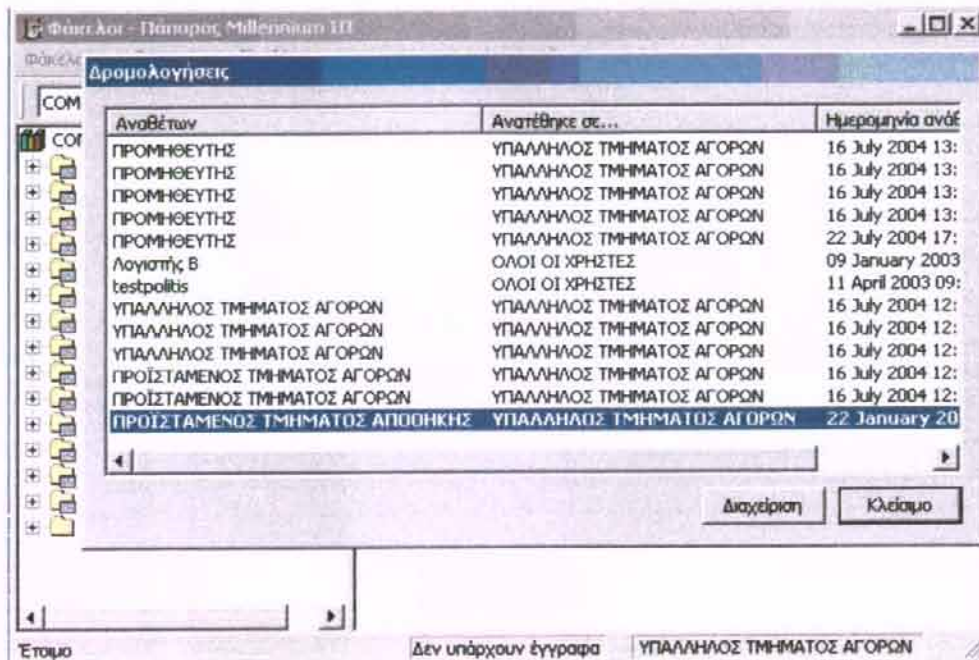 Φάκελοι - Πάπυρος Millennium 1Π
Φάκελο
Δρομολογήσεις
COM
COM
Αναθέτων Ανατέθηκε σε... Ημερομηνία ανάθ
ΠΡΟΜΗΘΕΥΤΗΣ ΥΠΑΛΛΗΛΟΣ ΤΜΗΜΑΤΟΣ ΑΓΟΡΩΝ 16 July 2004 13:
ΠΡΟΜΗΘΕΥΤΗΣ ΥΠΑΛΛΗΛΟΣ ΤΜΗΜΑΤΟΣ ΑΓΟΡΩΝ 16 July 2004 13:
ΠΡΟΜΗΘΕΥΤΗΣ ΥΠΑΛΛΗΛΟΣ ΤΜΗΜΑΤΟΣ ΑΓΟΡΩΝ 16 July 2004 13:
ΠΡΟΜΗΘΕΥΤΗΣ ΥΠΑΛΛΗΛΟΣ ΤΜΗΜΑΤΟΣ ΑΓΟΡΩΝ 16 July 2004 13:
ΠΡΟΜΗΘΕΥΤΗΣ ΥΠΑΛΛΗΛΟΣ ΤΜΗΜΑΤΟΣ ΑΓΟΡΩΝ 22 July 2004 17:
Λογιστής Β ΟΛΟΙ ΟΙ ΧΡΗΣΤΕΣ 09 January 2003
testpolitis ΟΛΟΙ ΟΙ ΧΡΗΣΤΕΣ 11 April 2003 09:
ΥΠΑΛΛΗΛΟΣ ΤΜΗΜΑΤΟΣ ΑΓΟΡΩΝ ΥΠΑΛΛΗΛΟΣ ΤΜΗΜΑΤΟΣ ΑΓΟΡΩΝ 16 July 2004 12:
ΥΠΑΛΛΗΛΟΣ ΤΜΗΜΑΤΟΣ ΑΓΟΡΩΝ ΥΠΑΛΛΗΛΟΣ ΤΜΗΜΑΤΟΣ ΑΓΟΡΩΝ 16 July 2004 12:
ΥΠΑΛΛΗΛΟΣ ΤΜΗΜΑΤΟΣ ΑΓΟΡΩΝ ΥΠΑΛΛΗΛΟΣ ΤΜΗΜΑΤΟΣ ΑΓΟΡΩΝ 16 July 2004 12:
ΠΡΟΪΣΤΑΜΕΝΟΣ ΤΜΗΜΑΤΟΣ ΑΓΟΡΩΝ ΥΠΑΛΛΗΛΟΣ ΤΜΗΜΑΤΟΣ ΑΓΟΡΩΝ 16 July 2004 12:
ΠΡΟΪΣΤΑΜΕΝΟΣ ΤΜΗΜΑΤΟΣ ΑΓΟΡΩΝ ΥΠΑΛΛΗΛΟΣ ΤΜΗΜΑΤΟΣ ΑΓΟΡΩΝ 16 July 2004 12:
ΠΡΟΪΣΤΑΜΕΝΟΣ ΤΜΗΜΑΤΟΣ ΑΠΟΘΗΚΗΣ ΥΠΑΛΛΗΛΟΣ ΤΜΗΜΑΤΟΣ ΑΓΟΡΩΝ 22 January 20
Διαχείριση Κλείσιμο
Έτοιμο Δεν υπάρχουν έγγραφα ΥΠΑΛΛΗΛΟΣ ΤΜΗΜΑΤΟΣ ΑΓΟΡΩΝ